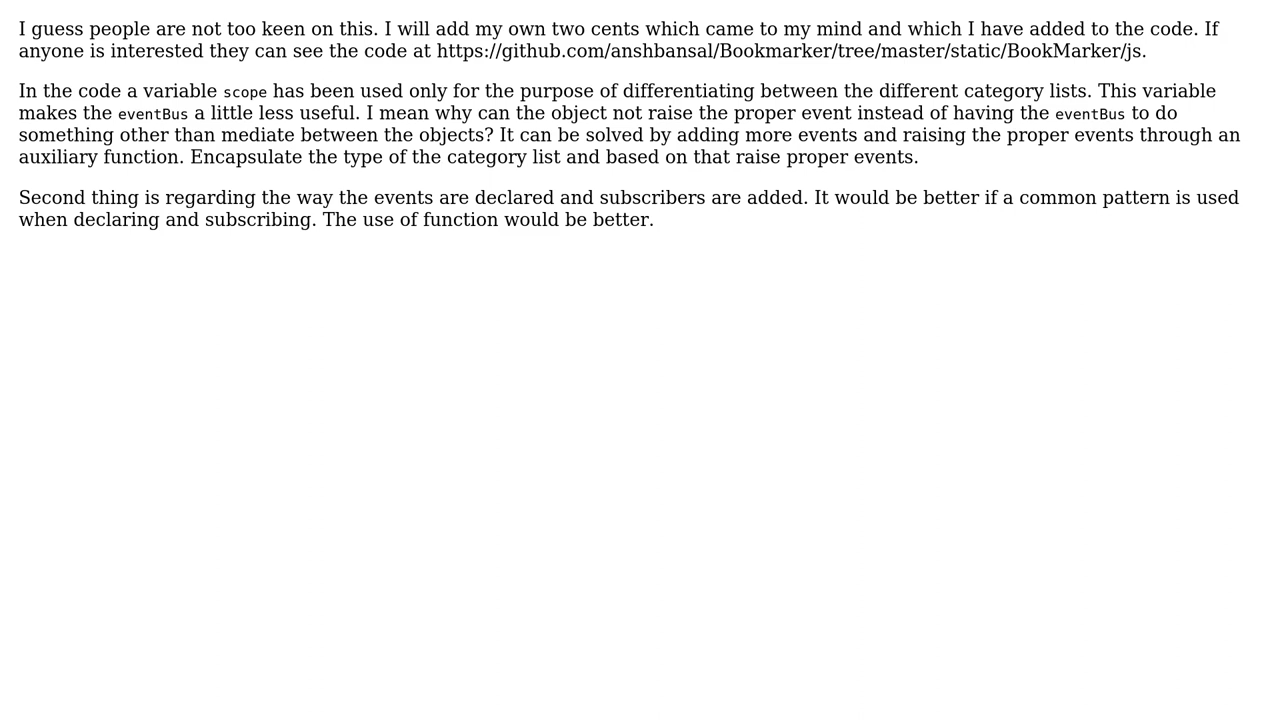 I guess people are not too keen on this. I will add my own two cents which came to my mind and which I have added to the code. If
anyone is interested they can see the code at https://github.com/anshbansal/Bookmarker/tree/master/static/BookMarker/js.
In the code a variable scope has been used only for the purpose of differentiating between the different category lists. This variable
makes the eventBus a little less useful. I mean why can the object not raise the proper event instead of having the eventBus to do
something other than mediate between the objects? It can be solved by adding more events and raising the proper events through an
auxiliary function. Encapsulate the type of the category list and based on that raise proper events.
Second thing is regarding the way the events are declared and subscribers are added. It would be better if a common pattern is used
when declaring and subscribing. The use of function would be better.